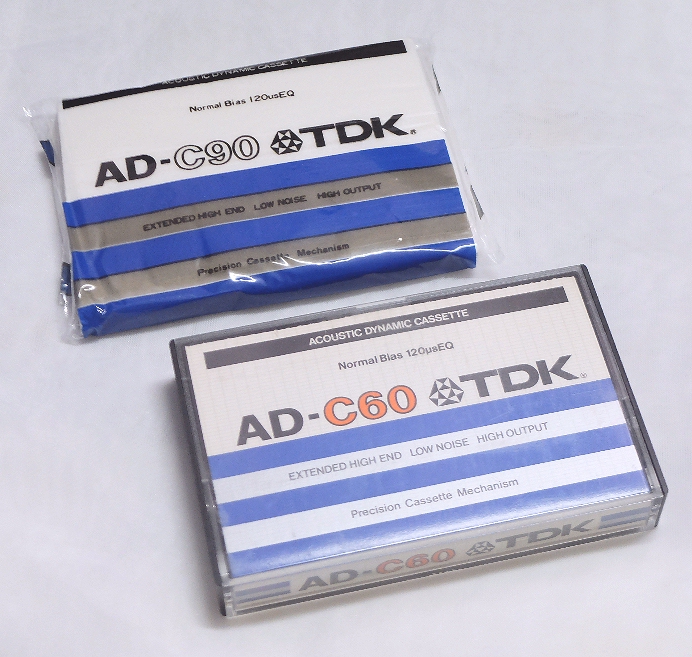 ACOUSTIC DYNAMIC CASSETTE
Normal Bias 120usEQ
AD-C90 TDK®
EXTENDED HIGH END LOW NOISE HIGH OUTPUT
Precision Cassette Mechanism
ACOUSTIC DYNAMIC CASSETTE
Normal Bias 120µsEQ
AD-C60 TDK®
EXTENDED HIGH END LOW NOISE HIGH OUTPUT
Precision Cassette Mechanism
AD-C60 TDK